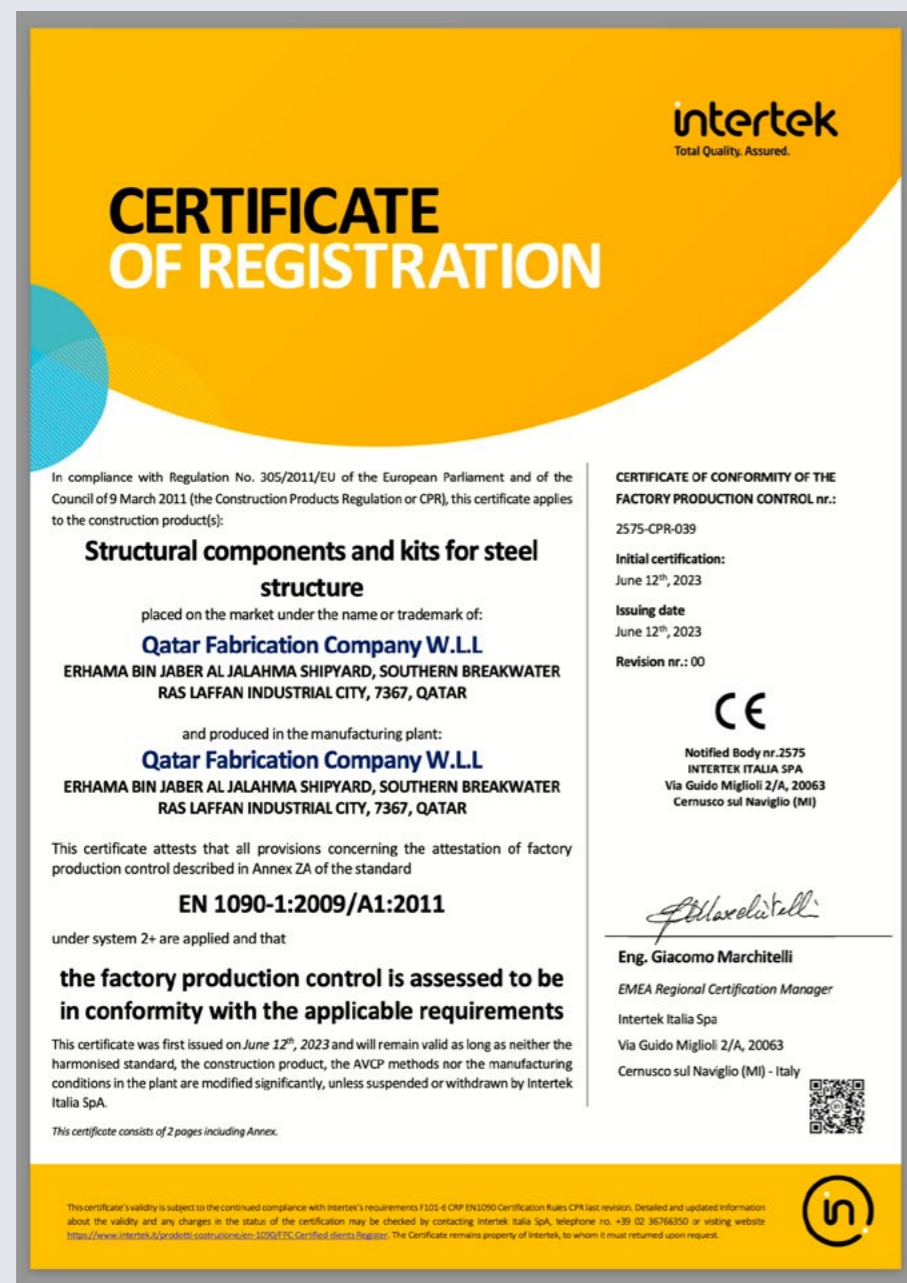 intertek
Total Quality. Assured.
CERTIFICATE
OF REGISTRATION
In compliance with Regulation No. 305/2011/EU of the European Parliament and of the
Council of 9 March 2011 (the Construction Products Regulation or CPR), this certificate applies
to the construction product(s):
Structural components and kits for steel
structure
placed on the market under the name or trademark of:
Qatar Fabrication Company W.L.L
ERHAMA BIN JABER AL JALAHMA SHIPYARD, SOUTHERN BREAKWATER
RAS LAFFAN INDUSTRIAL CITY, 7367, QATAR
and produced in the manufacturing plant:
Qatar Fabrication Company W.L.L
ERHAMA BIN JABER AL JALAHMA SHIPYARD, SOUTHERN BREAKWATER
RAS LAFFAN INDUSTRIAL CITY, 7367, QATAR
This certificate attests that all provisions concerning the attestation of factory
production control described in Annex ZA of the standard
EN 1090-1:2009/A1:2011
under system 2+ are applied and that
the factory production control is assessed to be
in conformity with the applicable requirements
This certificate was first issued on June 12th, 2023 and will remain valid as long as neither the
harmonised standard, the construction product, the AVCP methods nor the manufacturing
conditions in the plant are modified significantly, unless suspended or withdrawn by Intertek
Italia SpA.
This certificate consists of 2 pages including Annex.
CERTIFICATE OF CONFORMITY OF THE
FACTORY PRODUCTION CONTROL nr.:
2575-CPR-039
Initial certification:
June 12th, 2023
Issuing date
June 12th, 2023
Revision nr.: 00
CE
Notified Body nr.2575
INTERTEK ITALIA SPA
Via Guido Miglioli 2/A, 20063
Cernusco sul Naviglio (MI)
Eng. Giacomo Marchitelli
EMEA Regional Certification Manager
Intertek Italia Spa
Via Guido Miglioli 2/A, 20063
Cernusco sul Naviglio (MI) - Italy
This certificate's validity is subject to the continued compliance with Intertek's requirements F101-6 CRP EN1090 Certification Rules CPR last revision. Detailed and updated information
about the validity and any changes in the status of the certification may be checked by contacting Intertek Italia SpA, telephone no. +39 02 36766350 or visiting website
https://www.intertek.it/prodotti-costruzione/en-1090/FPC Certified clients Register. The Certificate remains property of Intertek, to whom it must returned upon request.
in